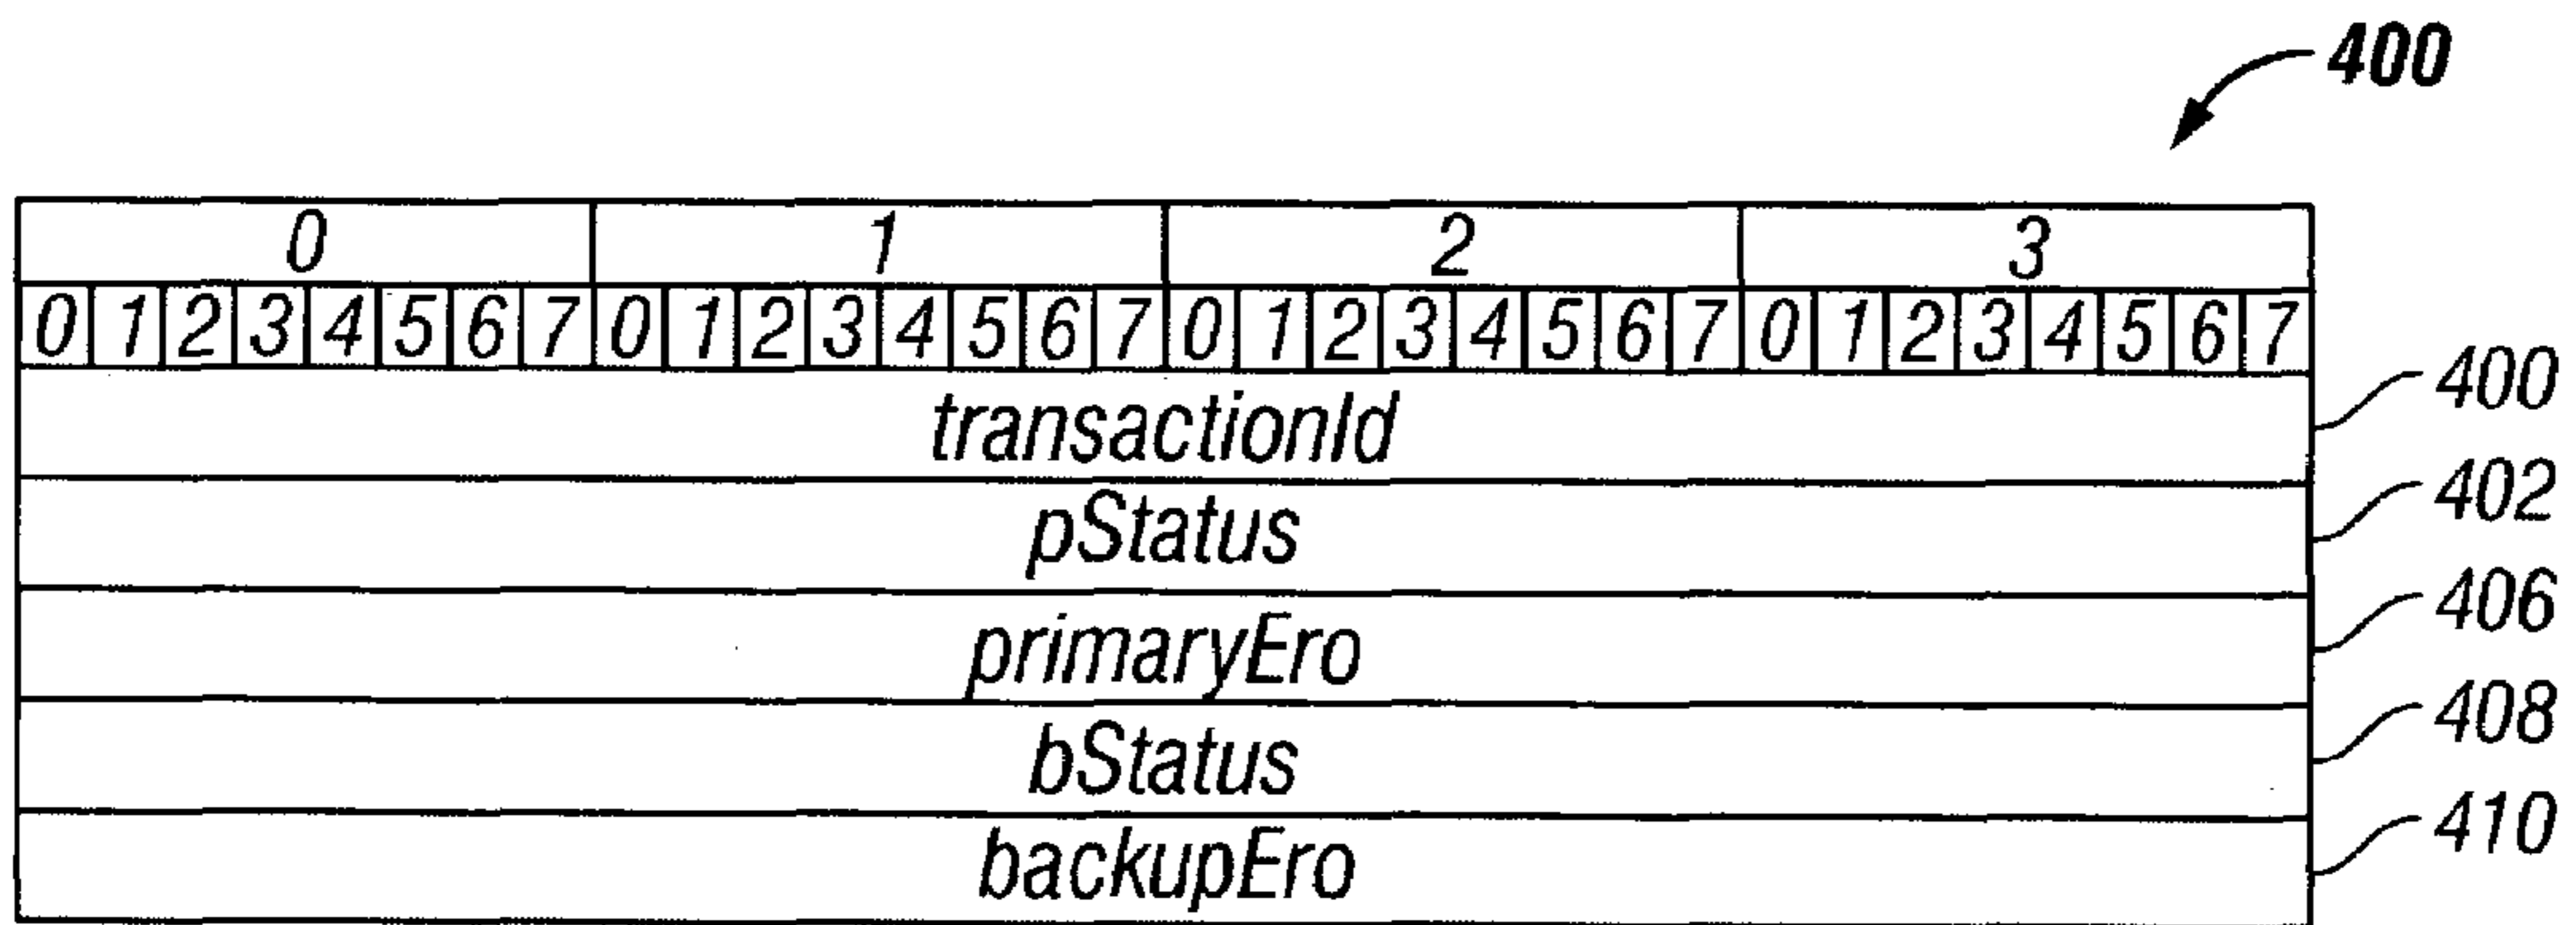 400
0 1 2 3
0 1 2 3 4 5 6 7 0 1 2 3 4 5 6 7 0 1 2 3 4 5 6 7 0 1 2 3 4 5 6 7
transactionId 400
pStatus 402
primaryEro 406
bStatus 408
backupEro 410